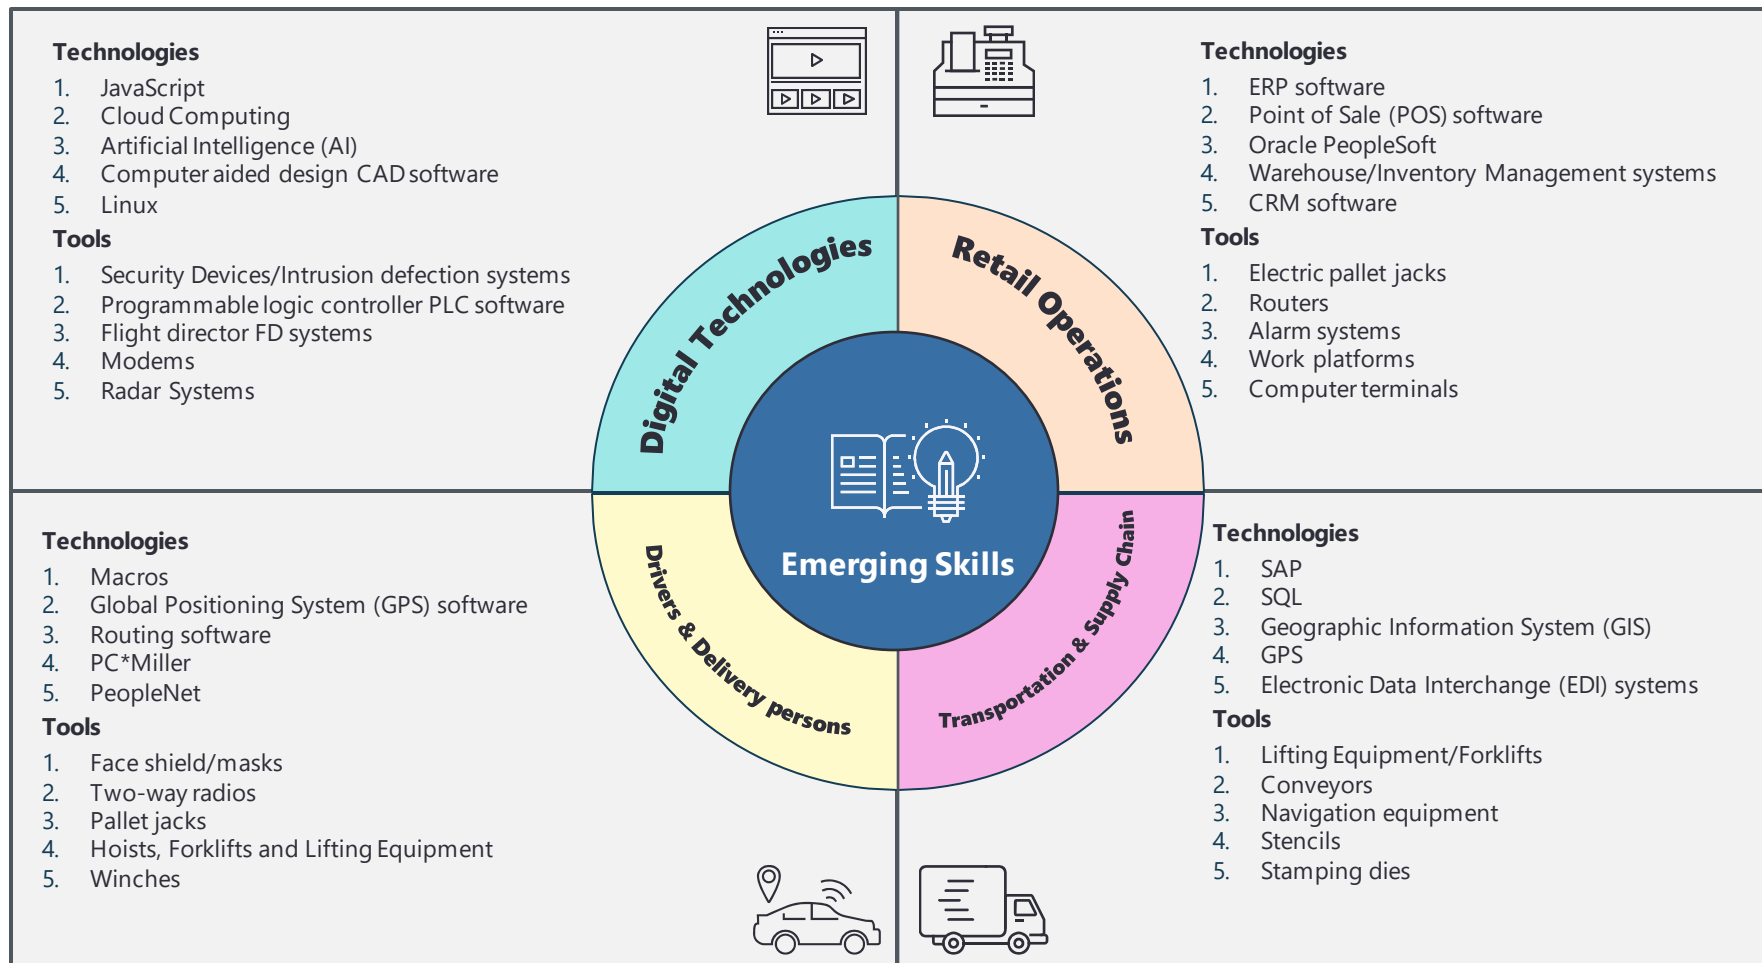 Technologies
1. JavaScript
2. Cloud Computing
3. Artificial Intelligence (AI)
4. Computer aided design CAD software
5. Linux
Tools
1. Security Devices/Intrusion defection systems
2. Programmable logic controller PLC software
3. Flight director FD systems
4. Modems
5. Radar Systems
Technologies
1. ERP software
2. Point of Sale (POS) software
3. Oracle PeopleSoft
4. Warehouse/Inventory Management systems
5. CRM software
Tools
1. Electric pallet jacks
2. Routers
3. Alarm systems
4. Work platforms
5. Computer terminals
Digital Technologies
Retail Operations
Emerging Skills
Drivers & Delivery persons
Transportation & Supply Chain
Technologies
1. Macros
2. Global Positioning System (GPS) software
3. Routing software
4. PC*Miller
5. PeopleNet
Tools
1. Face shield/masks
2. Two-way radios
3. Pallet jacks
4. Hoists, Forklifts and Lifting Equipment
5. Winches
Technologies
1. SAP
2. SQL
3. Geographic Information System (GIS)
4. GPS
5. Electronic Data Interchange (EDI) systems
Tools
1. Lifting Equipment/Forklifts
2. Conveyors
3. Navigation equipment
4. Stencils
5. Stamping dies